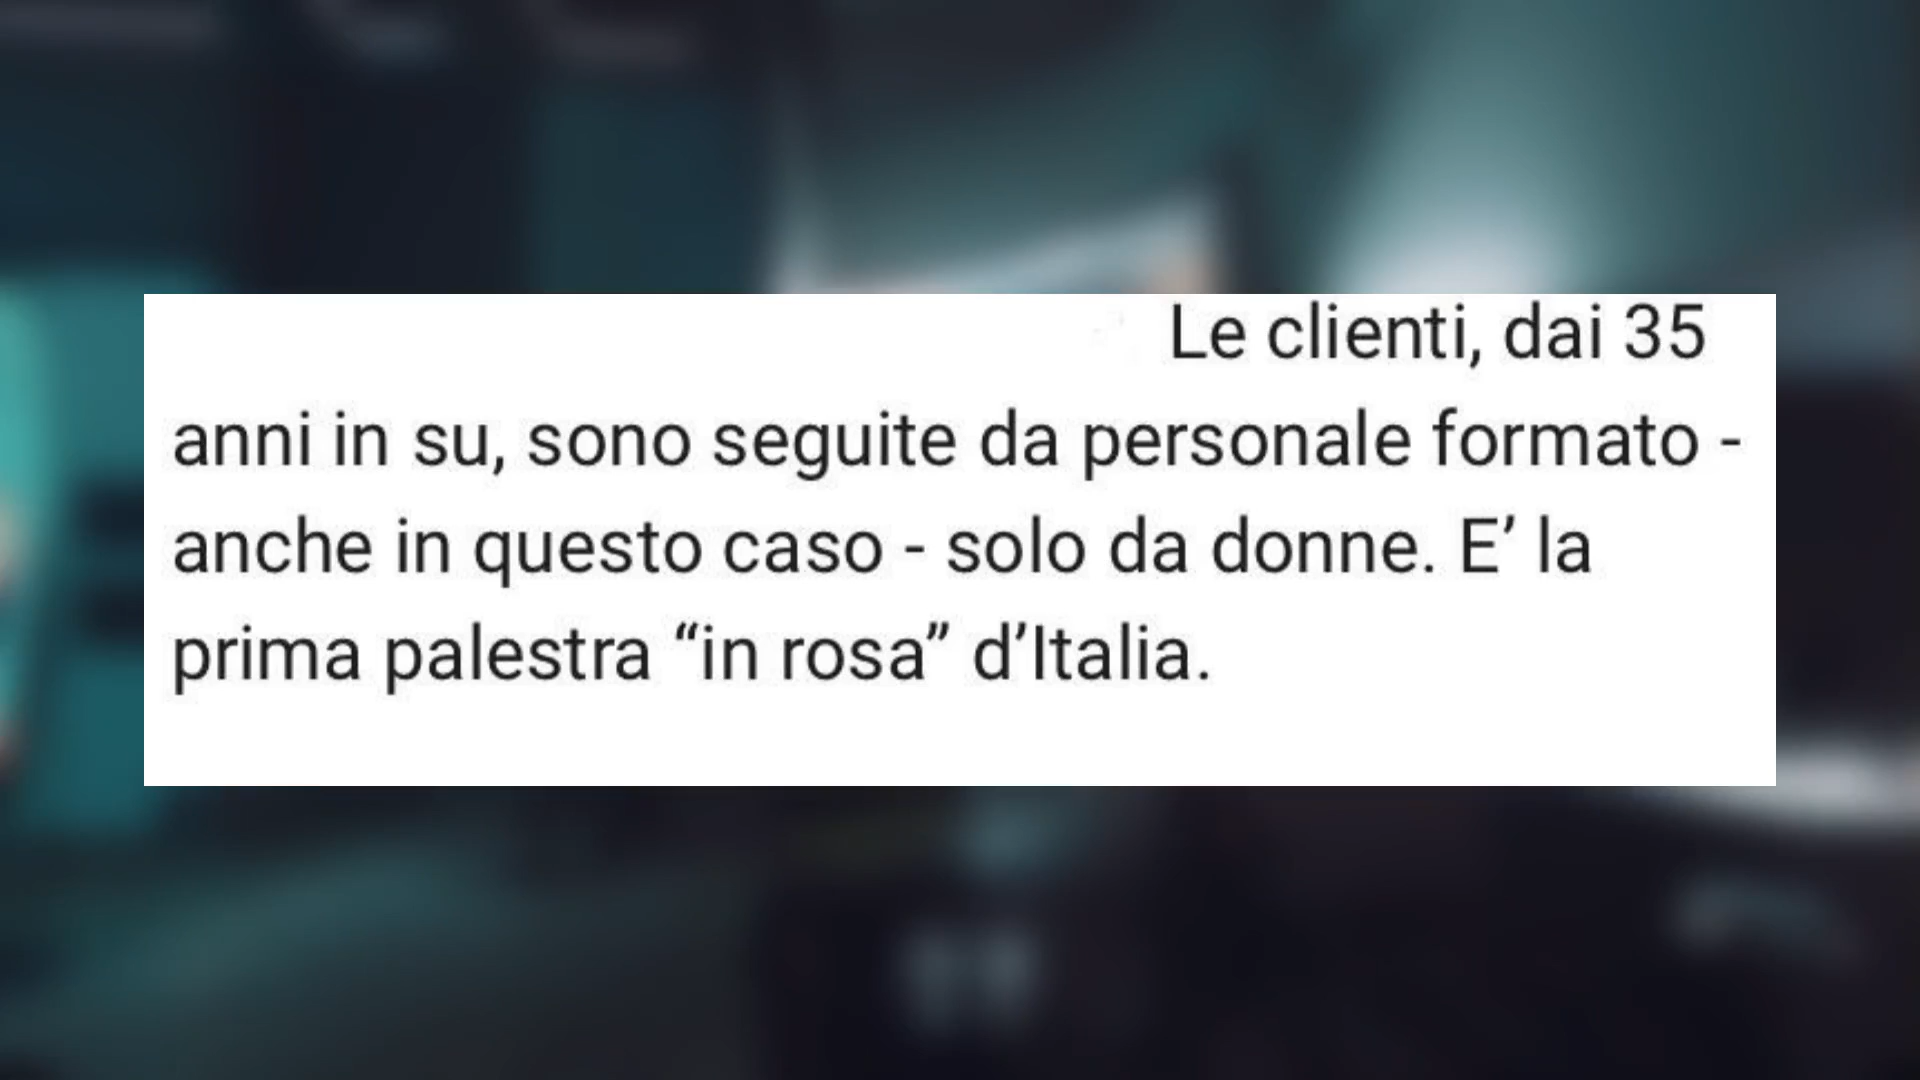 Le clienti, dai 35
anni in su, sono seguite da personale formato -
anche in questo caso - solo da donne. E’ la
prima palestra “in rosa” d’Italia.